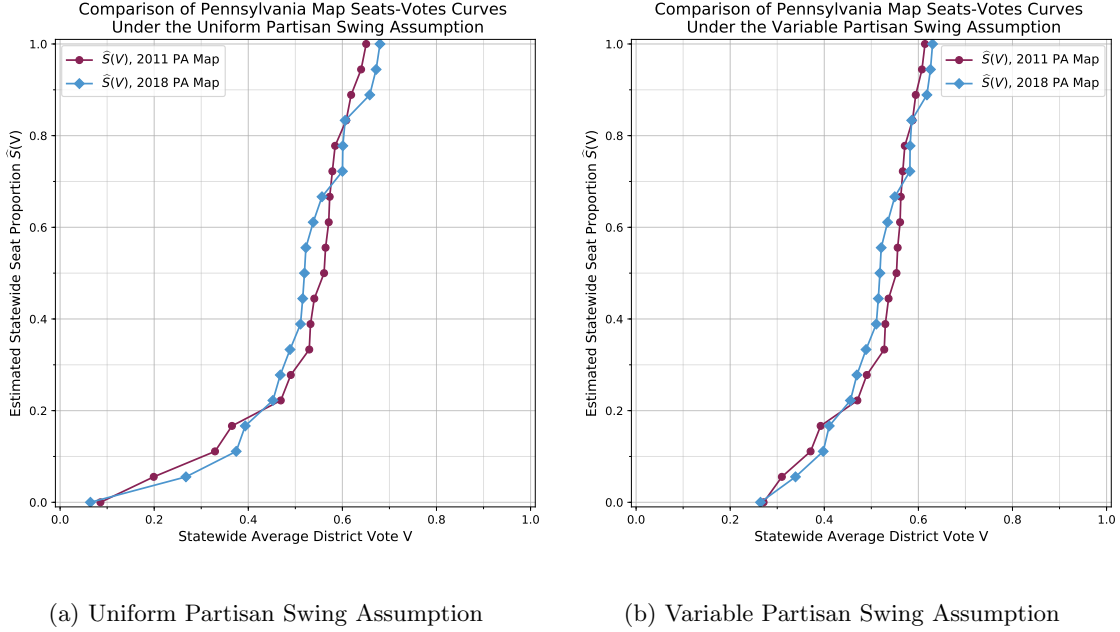 Comparison of Pennsylvania Map Seats-Votes Curves
Under the Uniform Partisan Swing Assumption
Ŝ(V), 2011 PA Map
Ŝ(V), 2018 PA Map
Estimated Statewide Seat Proportion Ŝ(V)
1.0
0.8
0.6
0.4
0.2
0.0
0.0 0.2 0.4 0.6 0.8 1.0
Statewide Average District Vote V
(a) Uniform Partisan Swing Assumption
Comparison of Pennsylvania Map Seats-Votes Curves
Under the Variable Partisan Swing Assumption
Ŝ(V), 2011 PA Map
Ŝ(V), 2018 PA Map
Estimated Statewide Seat Proportion Ŝ(V)
1.0
0.8
0.6
0.4
0.2
0.0
0.0 0.2 0.4 0.6 0.8 1.0
Statewide Average District Vote V
(b) Variable Partisan Swing Assumption